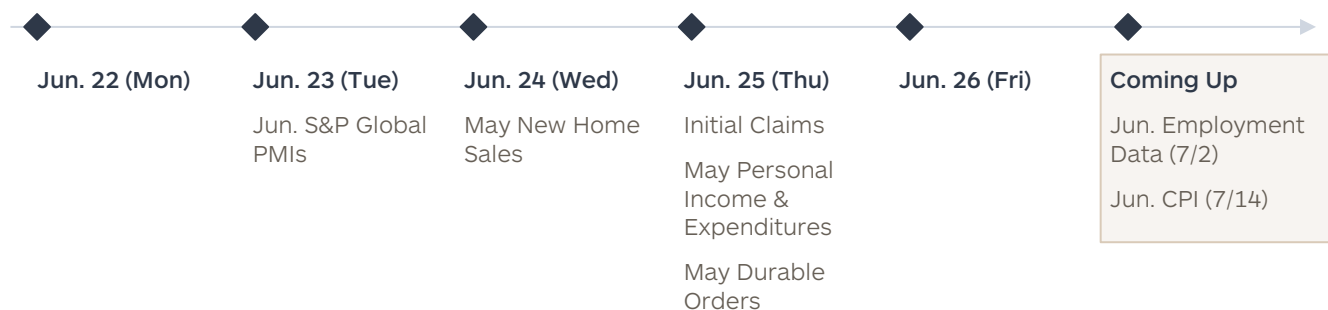 Jun. 22 (Mon)
Jun. 23 (Tue)
Jun. S&P Global
PMIs
Jun. 24 (Wed)
May New Home
Sales
Jun. 25 (Thu)
Initial Claims
May Personal
Income &
Expenditures
May Durable
Orders
Jun. 26 (Fri)
Coming Up
Jun. Employment
Data (7/2)
Jun. CPI (7/14)